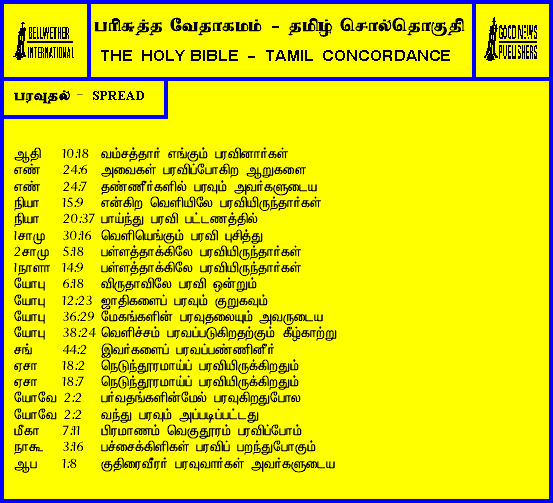 BELLWETHER
INTERNATIONAL
பரிசுத்த வேதாகமம் - தமிழ் சொல்தொகுதி
THE HOLY BIBLE - TAMIL CONCORDANCE
GOOD NEWS
PUBLISHERS
பரவுதல் - SPREAD
ஆதி 10:18 வம்சத்தார் எங்கும் பரவினார்கள்
எண் 24:6 அவைகள் பரவிப்போகிற ஆறுகளை
எண் 24:7 தண்ணீர்களில் பரவும் அவர்களுடைய
நியா 15:9 என்கிற வெளியிலே பரவியிருந்தார்கள்
நியா 20:37 பாய்ந்து பரவி பட்டணத்தில்
1சாமு 30:16 வெளியெங்கும் பரவி புசித்து
2சாமு 5:18 பள்ளத்தாக்கிலே பரவியிருந்தார்கள்
1நாளா 14:9 பள்ளத்தாக்கிலே பரவியிருந்தார்கள்
யோபு 6:18 விருதாவிலே பரவி ஒன்றும்
யோபு 12:23 ஜாதிகளைப் பரவும் குறுகவும்
யோபு 36:29 மேகங்களின் பரவுதலையும் அவருடைய
யோபு 38:24 வெளிச்சம் பரவப்படுகிறதற்கும் கீழ்காற்று
சங் 44:2 இவர்களைப் பரவப்பண்ணினீர்
ஏசா 18:2 நெடுந்தூரமாய்ப் பரவியிருக்கிறதும்
ஏசா 18:7 நெடுந்தூரமாய்ப் பரவியிருக்கிறதும்
யோவே 2:2 பர்வதங்களின்மேல் பரவுகிறதுபோல
யோவே 2:2 வந்து பரவும் அப்படிப்பட்டது
மீகா 7:11 பிரமாணம் வெகுதூரம் பரவிப்போம்
நாகூ 3:16 பச்சைக்கிளிகள் பரவிப் பறந்துபோகும்
ஆப 1:8 குதிரைவீரர் பரவுவார்கள் அவர்களுடைய